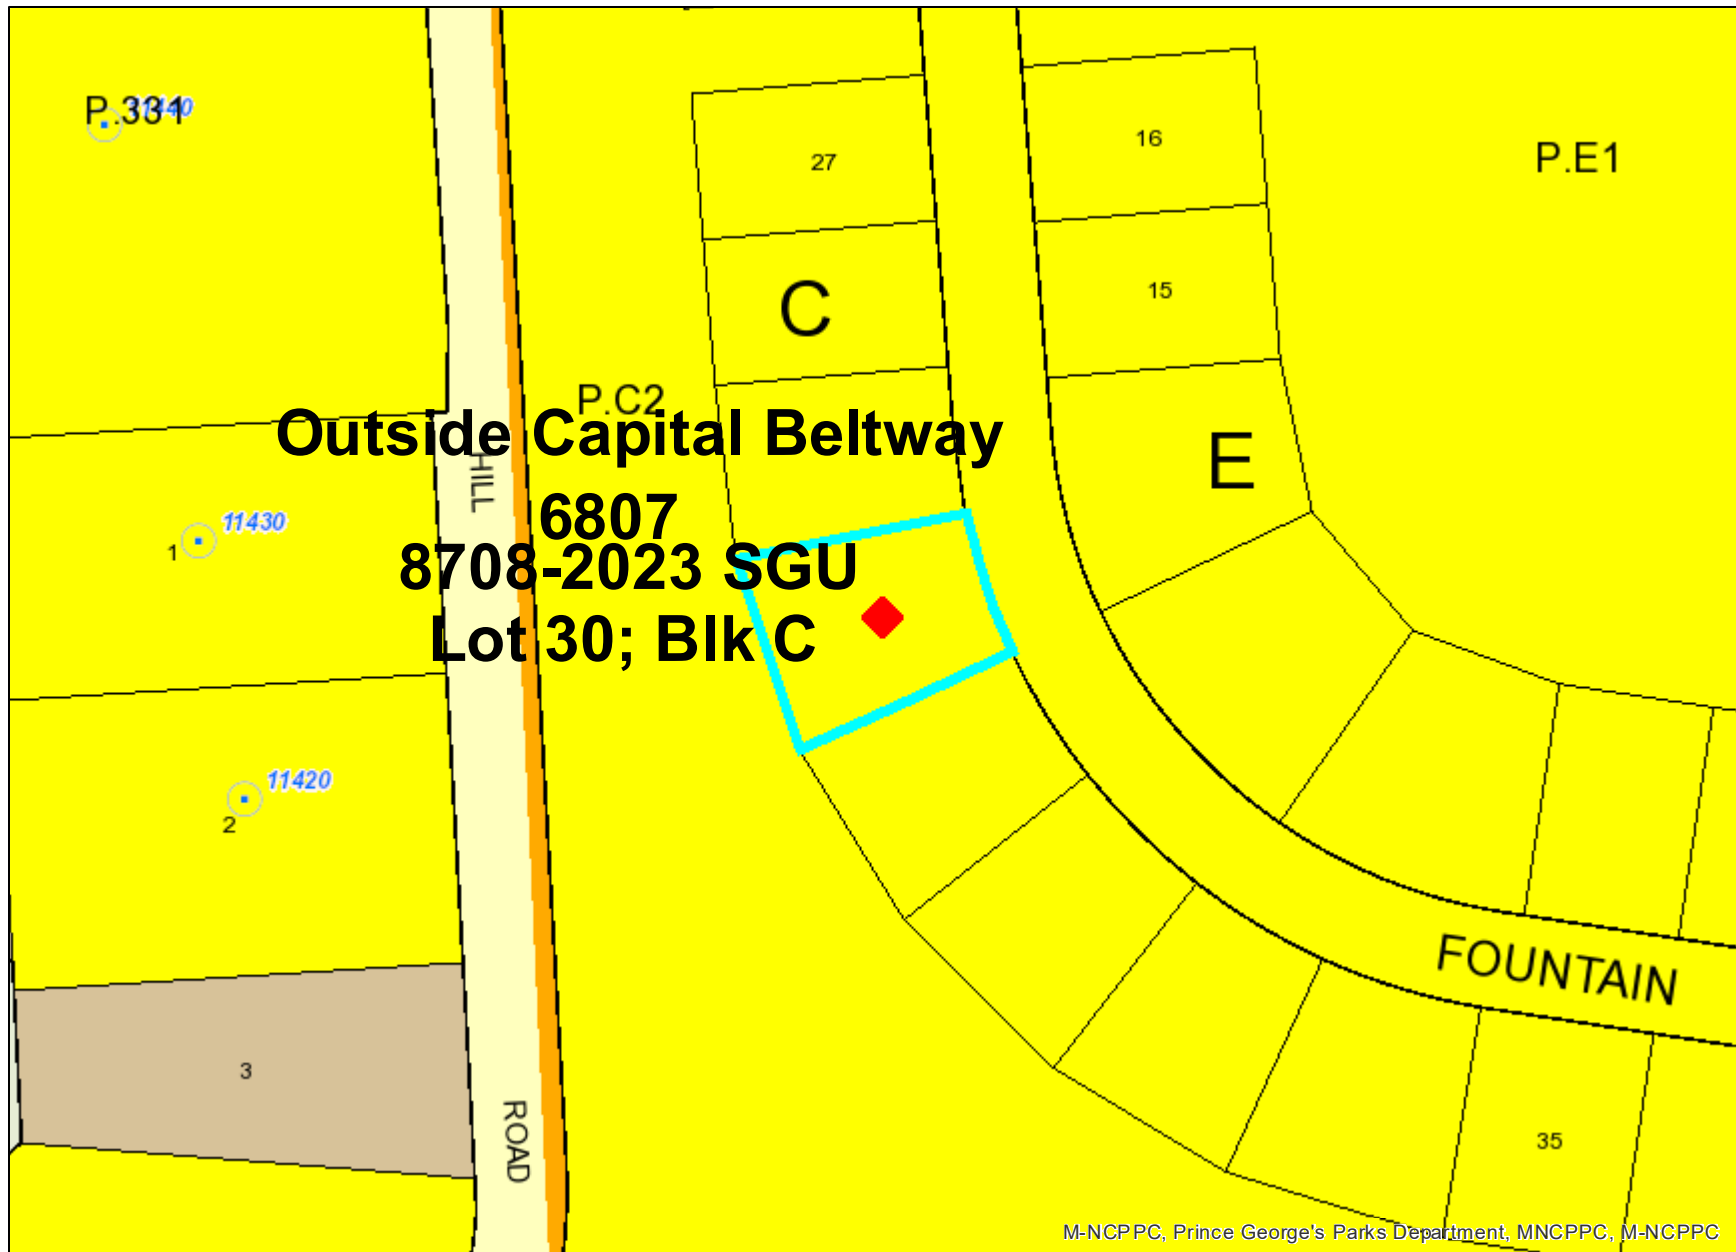 P.331
11440
27
16
P.E1
C
15
P.C2
Outside Capital Beltway
HILL
E
6807
11430
1
8708-2023 SGU
Lot 30; Blk C
11420
2
FOUNTAIN
3
ROAD
35
M-NCPPC, Prince George's Parks Department, MNCPPC, M-NCPPC